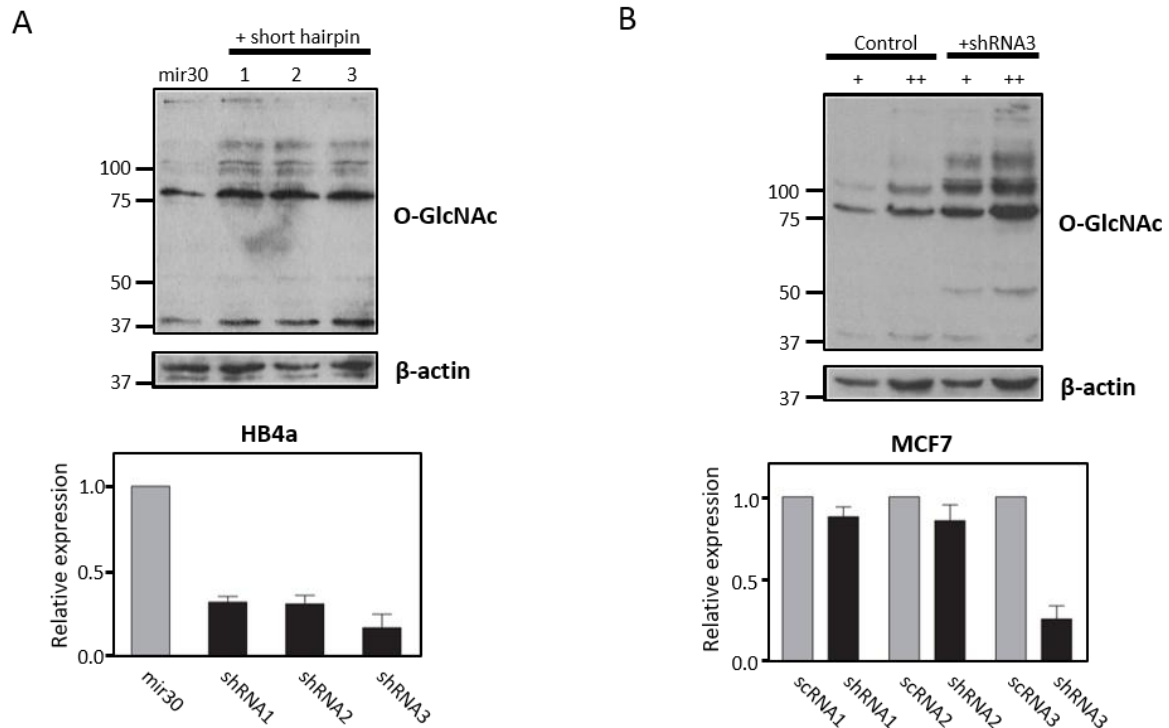 A
+ short hairpin
mir30 1 2 3
100
75
50
37
O-GlcNAc
37
β-actin
HB4a
Relative expression
1.0
0.5
0.0
mir30
shRNA1
shRNA2
shRNA3
B
Control +shRNA3
+ ++ + ++
100
75
50
37
O-GlcNAc
37
β-actin
MCF7
Relative expression
1.0
0.5
0.0
scRNA1
shRNA1
scRNA2
shRNA2
scRNA3
shRNA3